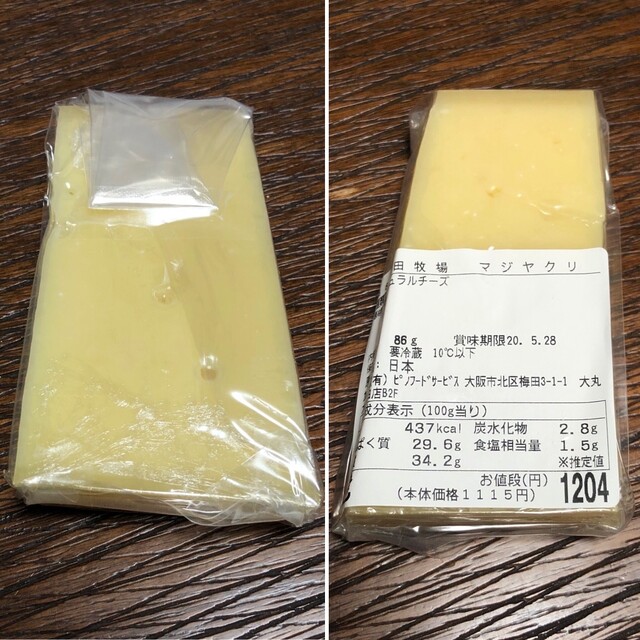 田牧場 マジヤクリ
ュラルチーズ
86g 賞味期限20. 5.28
要冷蔵 10℃以下
: 日本
有) ピノフードサービス 大阪市北区梅田3-1-1 大丸
店B2F
成分表示 (100g当り)
437kcal 炭水化物 2.8g
ぱく質 29.6g 食塩相当量 1.5g
34.2g ※推定値
お値段(円)
(本体価格1115円) 1204